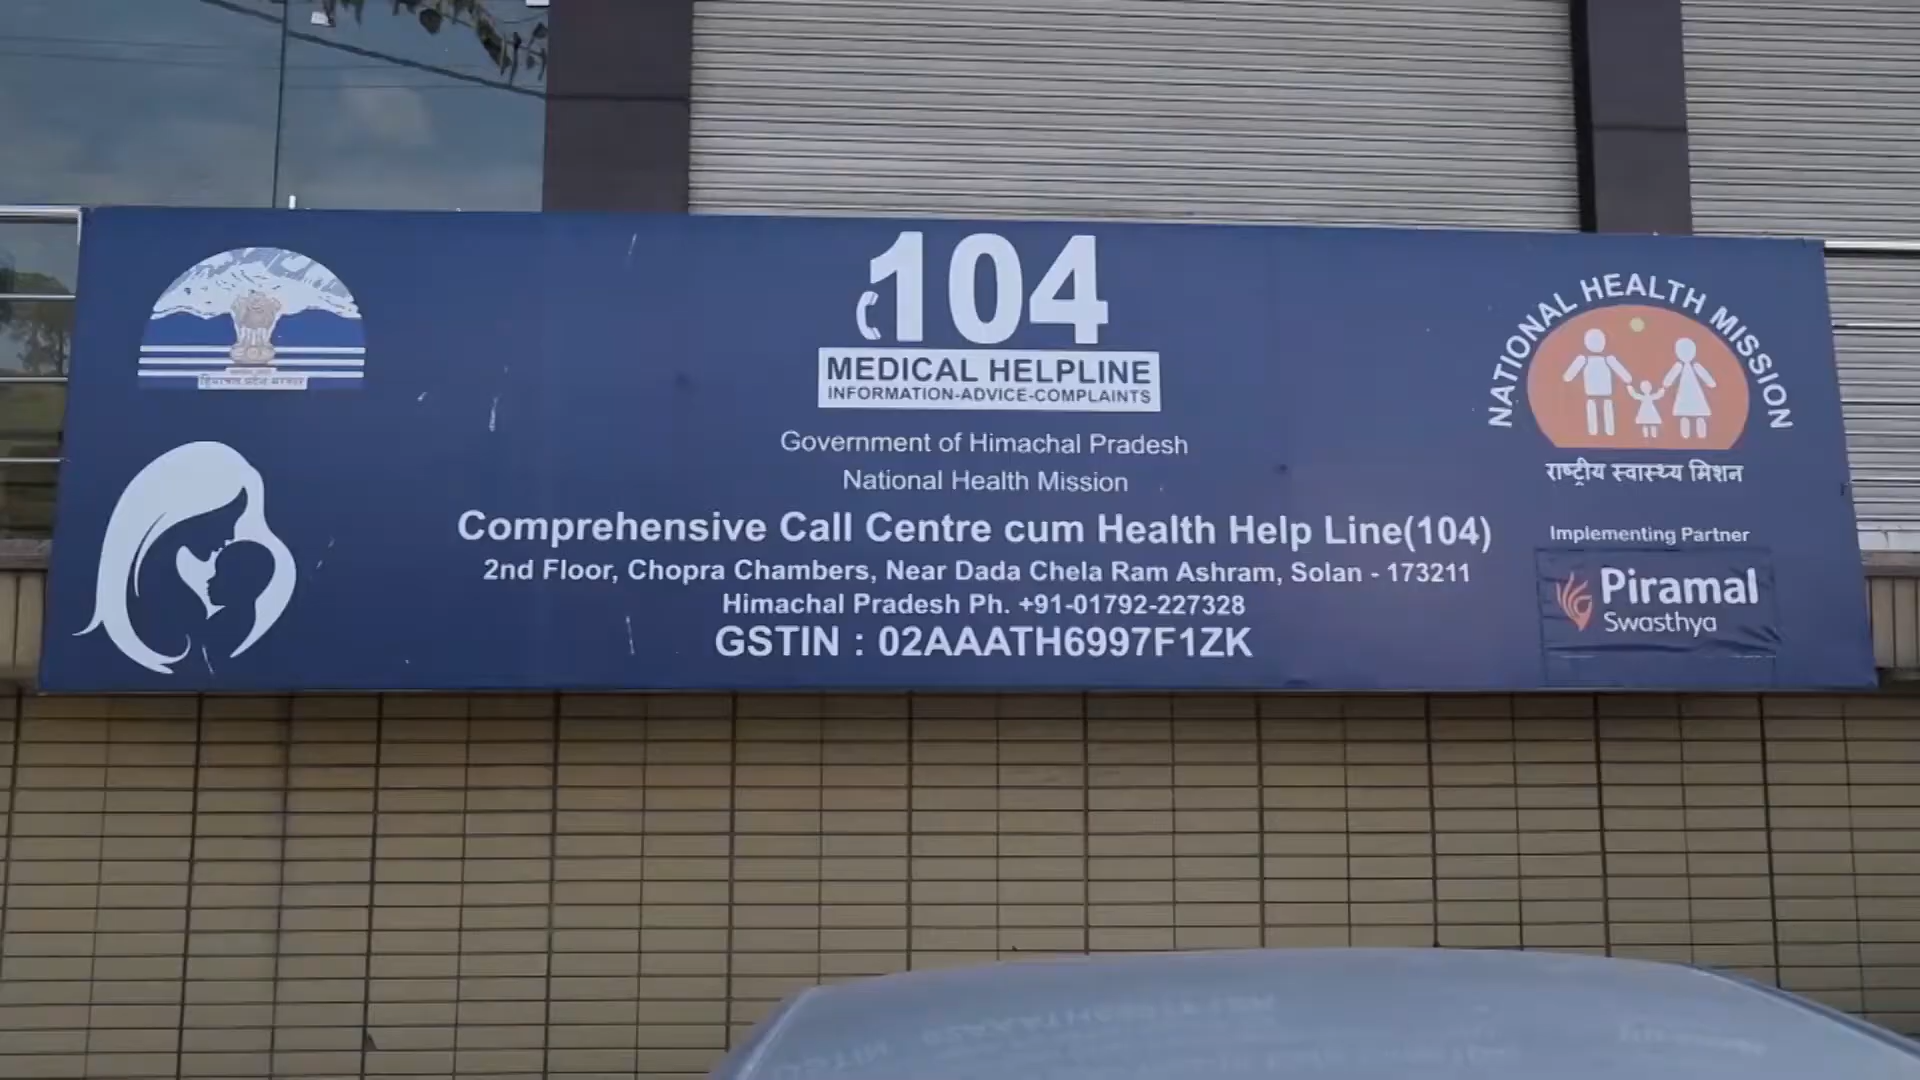 104
MEDICAL HELPLINE
INFORMATION-ADVICE-COMPLAINTS
Government of Himachal Pradesh
National Health Mission
Comprehensive Call Centre cum Health Help Line(104)
2nd Floor, Chopra Chambers, Near Dada Chela Ram Ashram, Solan - 173211
Himachal Pradesh Ph. +91-01792-227328
GSTIN : 02AAATH6997F1ZK
NATIONAL HEALTH MISSION
राष्ट्रीय स्वास्थ्य मिशन
Implementing Partner
Piramal
Swasthya